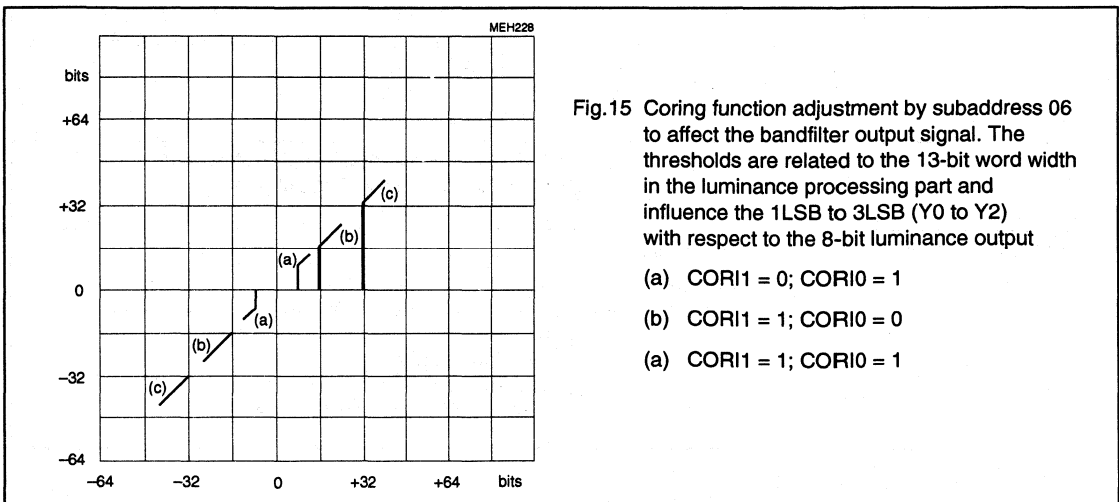 MEH228
bits
+64
+32
0
−32
−64
(c)
(b)
(a)
(a)
(b)
(c)
−64
−32
0
+32
+64
bits
Fig.15 Coring function adjustment by subaddress 06
to affect the bandfilter output signal. The
thresholds are related to the 13-bit word width
in the luminance processing part and
influence the 1LSB to 3LSB (Y0 to Y2)
with respect to the 8-bit luminance output
(a) CORI1 = 0; CORI0 = 1
(b) CORI1 = 1; CORI0 = 0
(a) CORI1 = 1; CORI0 = 1